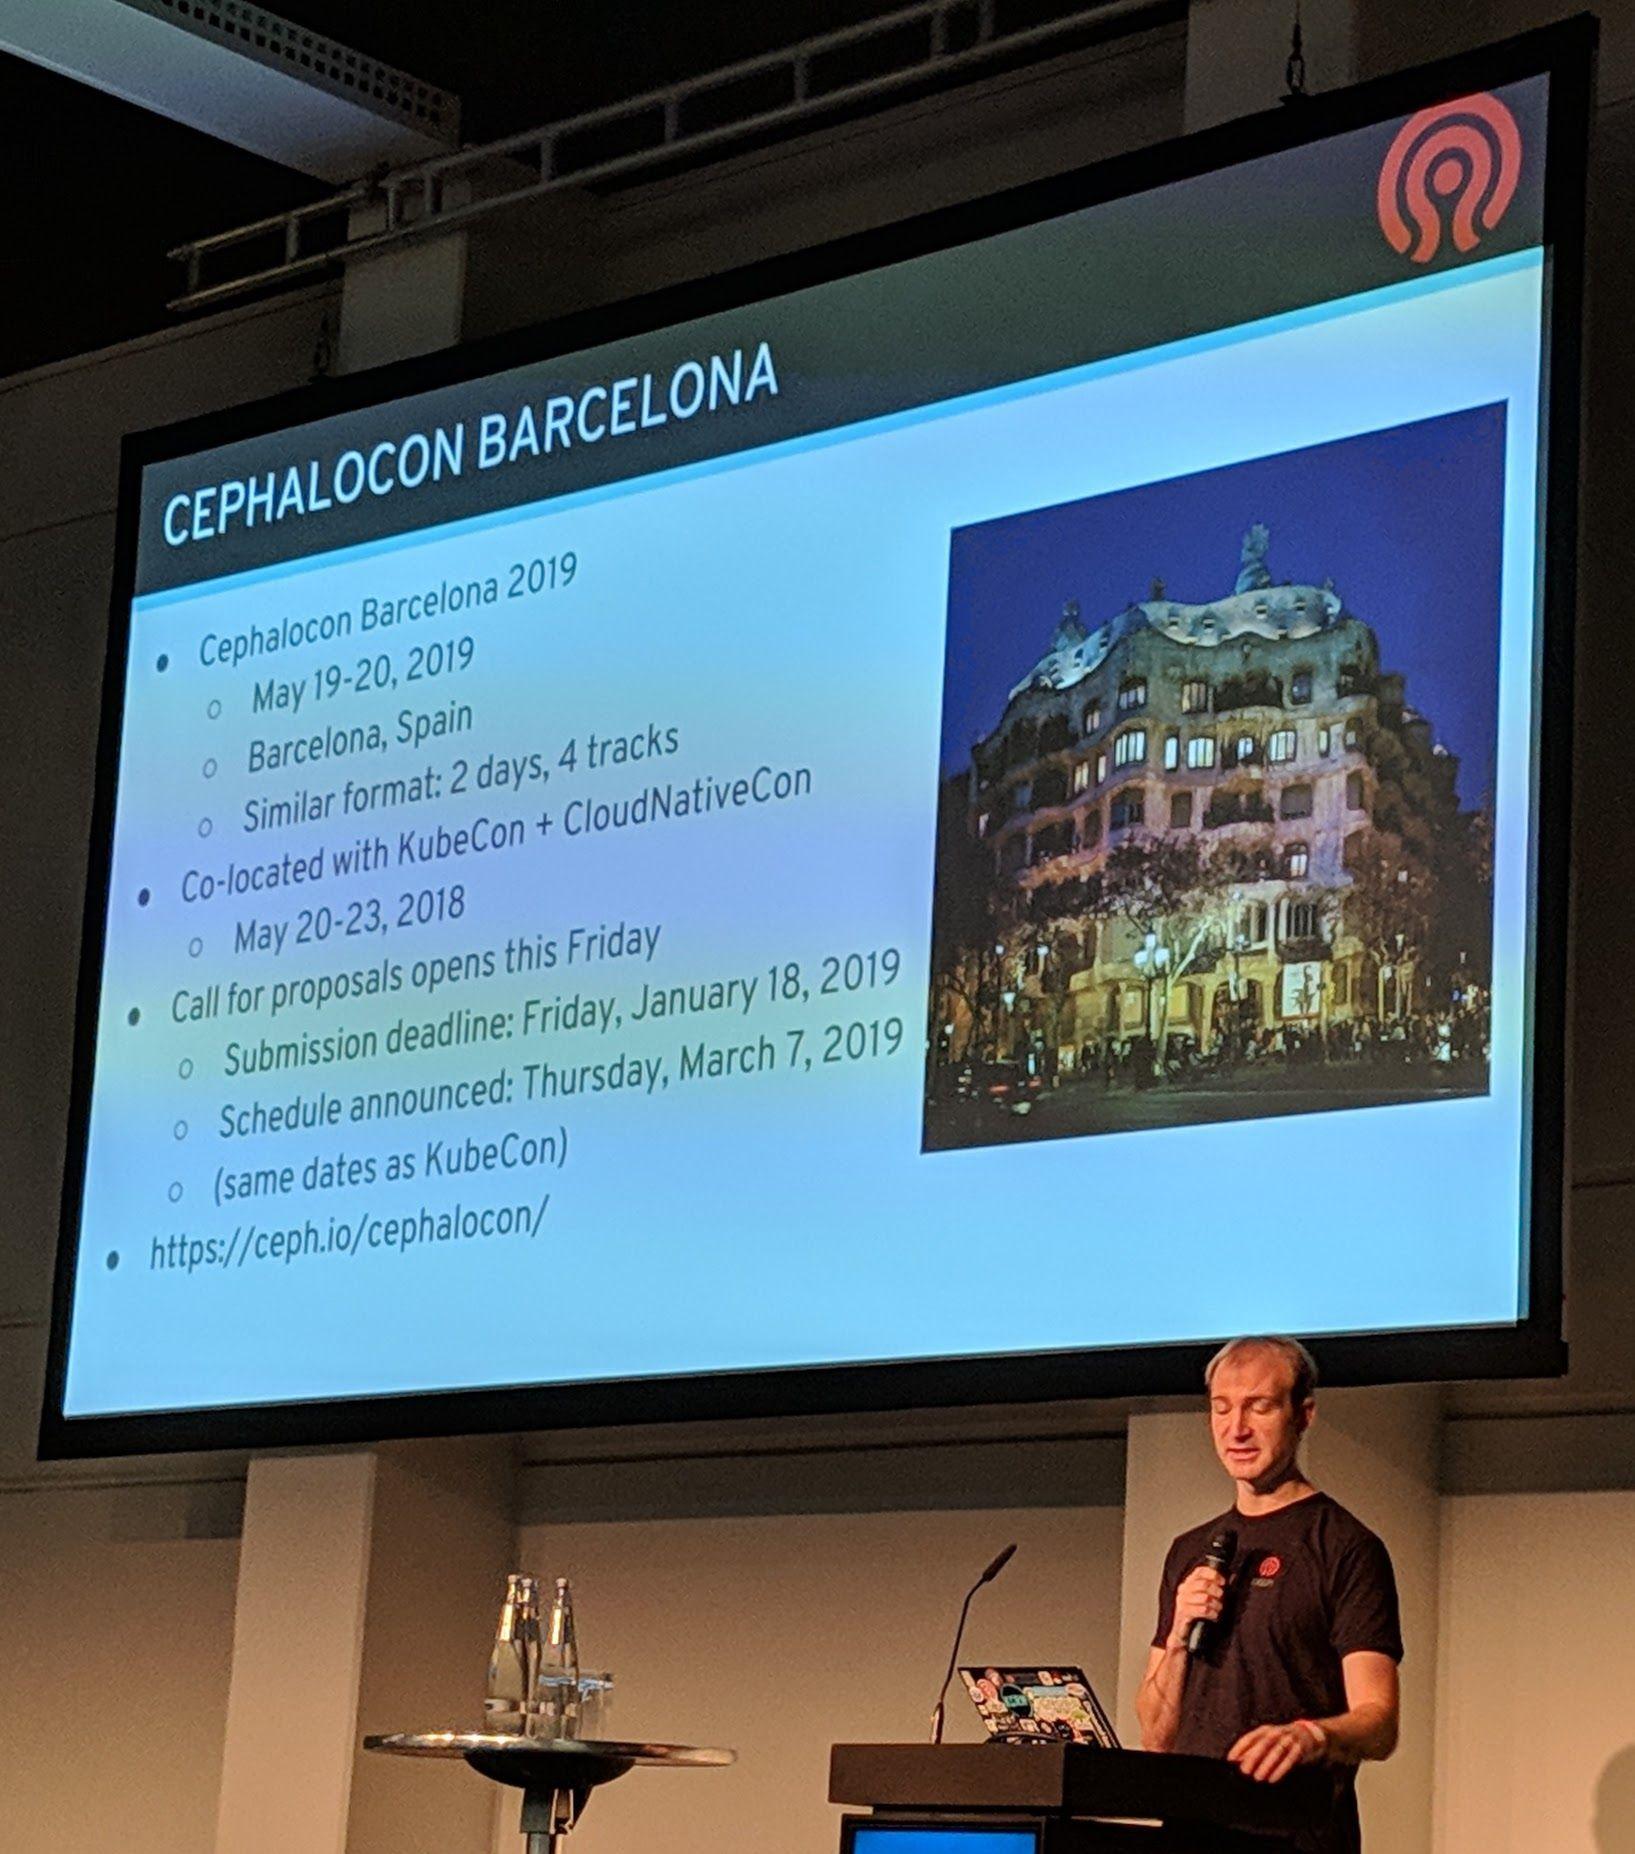 CEPHALOCON BARCELONA
● Cephalocon Barcelona 2019
○ May 19-20, 2019
○ Barcelona, Spain
○ Similar format: 2 days, 4 tracks
● Co-located with KubeCon + CloudNativeCon
○ May 20-23, 2018
● Call for proposals opens this Friday
○ Submission deadline: Friday, January 18, 2019
○ Schedule announced: Thursday, March 7, 2019
○ (same dates as KubeCon)
● https://ceph.io/cephalocon/